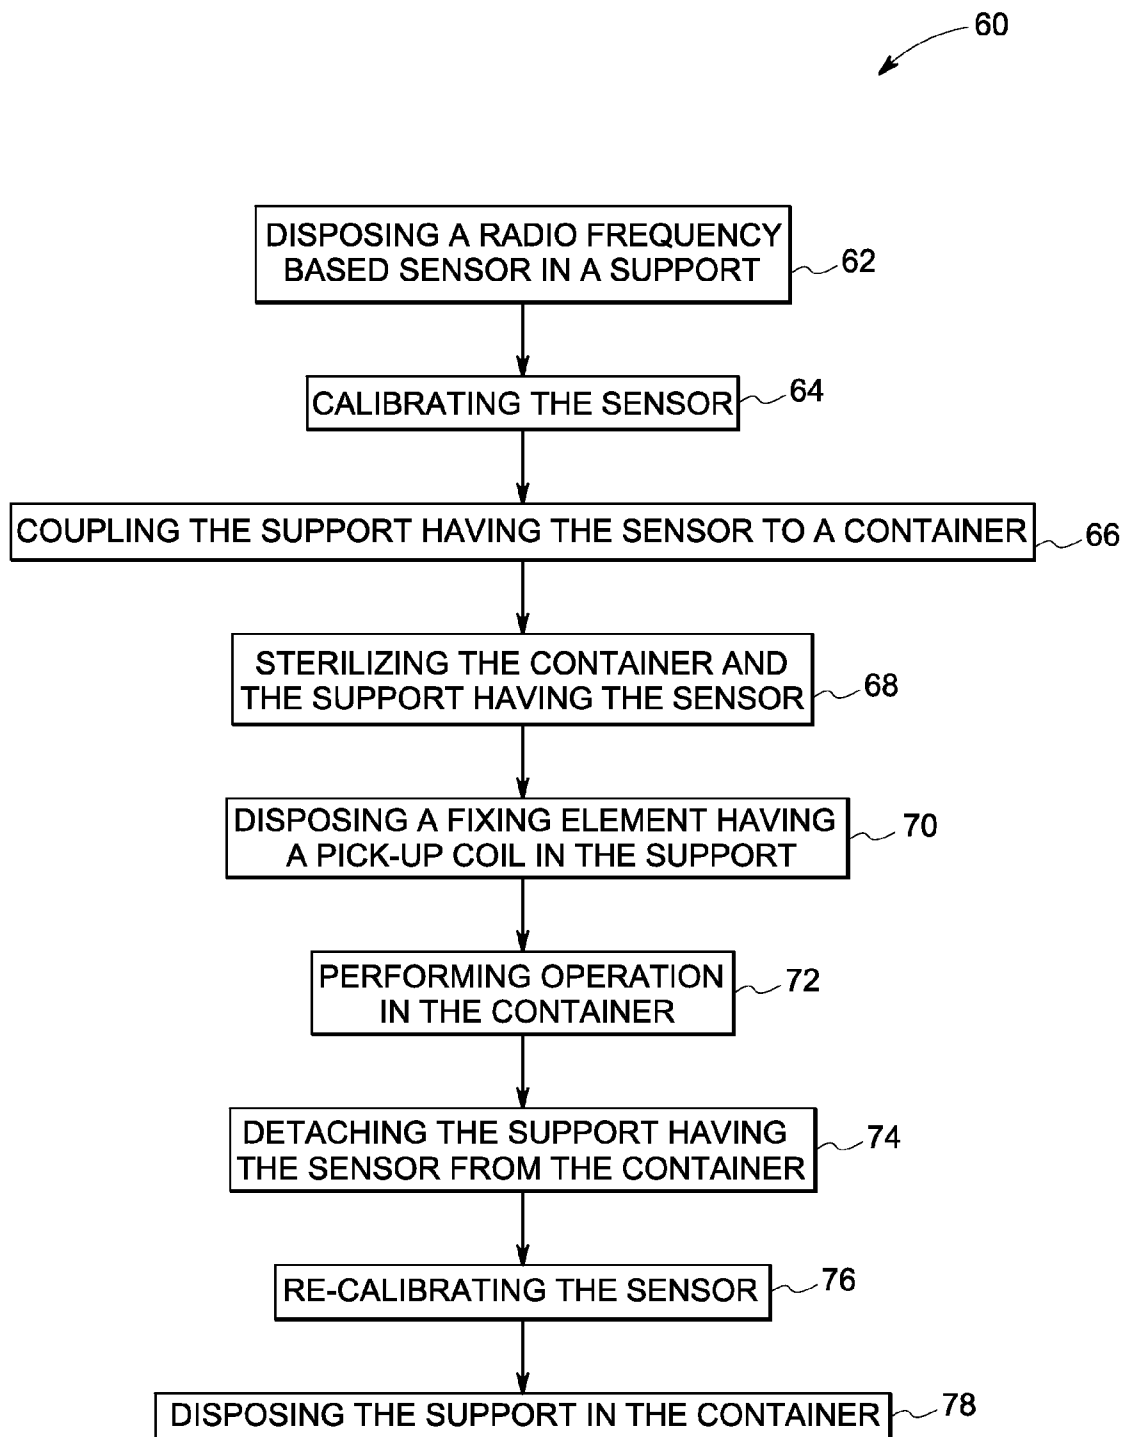 60
DISPOSING A RADIO FREQUENCY
BASED SENSOR IN A SUPPORT
62
CALIBRATING THE SENSOR
64
COUPLING THE SUPPORT HAVING THE SENSOR TO A CONTAINER
66
STERILIZING THE CONTAINER AND
THE SUPPORT HAVING THE SENSOR
68
DISPOSING A FIXING ELEMENT HAVING
A PICK-UP COIL IN THE SUPPORT
70
PERFORMING OPERATION
IN THE CONTAINER
72
DETACHING THE SUPPORT HAVING
THE SENSOR FROM THE CONTAINER
74
RE-CALIBRATING THE SENSOR
76
DISPOSING THE SUPPORT IN THE CONTAINER
78